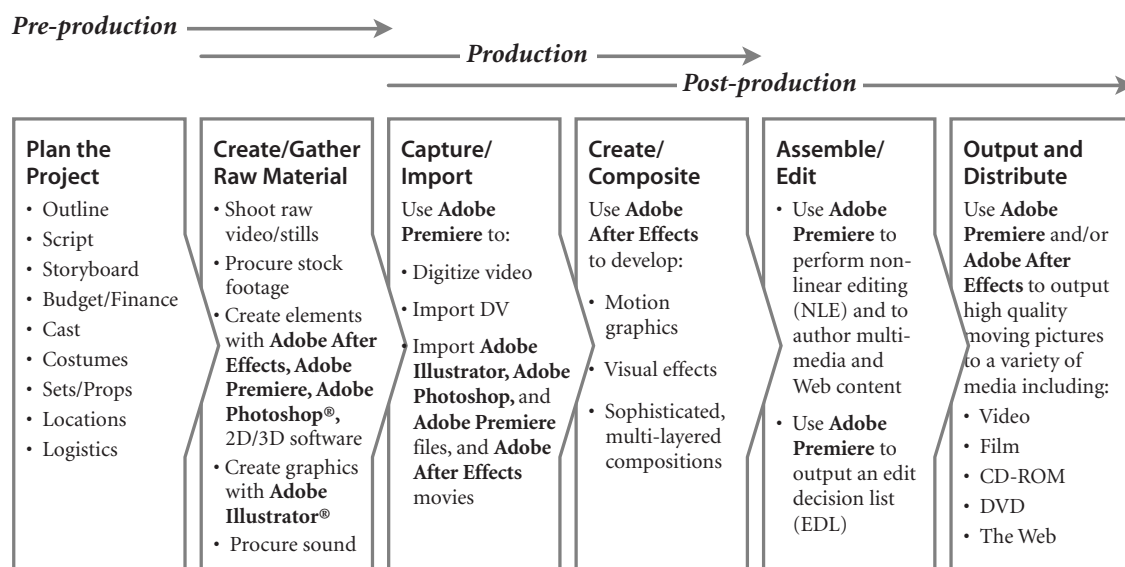 Pre-production
Production
Post-production
Plan the
Project
• Outline
• Script
• Storyboard
• Budget/Finance
• Cast
• Costumes
• Sets/Props
• Locations
• Logistics
Create/Gather
Raw Material
• Shoot raw
video/stills
• Procure stock
footage
• Create elements
with Adobe After
Effects, Adobe
Premiere, Adobe
Photoshop®,
2D/3D software
• Create graphics
with Adobe
Illustrator®
• Procure sound
Capture/
Import
Use Adobe
Premiere to:
• Digitize video
• Import DV
• Import Adobe
Illustrator, Adobe
Photoshop, and
Adobe Premiere
files, and Adobe
After Effects
movies
Create/
Composite
Use Adobe
After Effects
to develop:
• Motion
graphics
• Visual effects
• Sophisticated,
multi-layered
compositions
Assemble/
Edit
• Use Adobe
Premiere to
perform non-
linear editing
(NLE) and to
author multi-
media and
Web content
• Use Adobe
Premiere to
output an edit
decision list
(EDL)
Output and
Distribute
Use Adobe
Premiere and/or
Adobe After
Effects to output
high quality
moving pictures
to a variety of
media including:
• Video
• Film
• CD-ROM
• DVD
• The Web